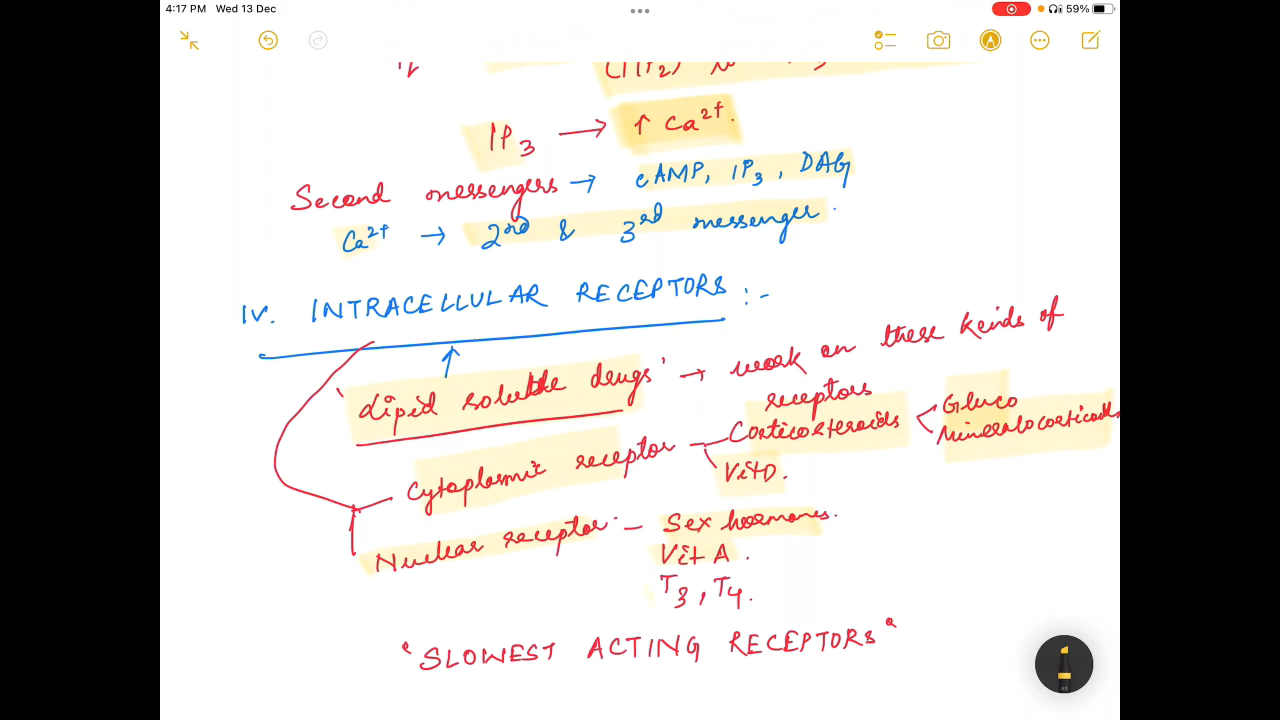 4:17 PM Wed 13 Dec
59%
(PIP2)
IP3 → ↑ Ca2+.
Second messengers → cAMP, IP3, DAG
Ca2+ → 2nd & 3rd messenger.
IV. INTRACELLULAR RECEPTORS :-
'Lipid soluble drugs' → work on these kinds of
receptors
Corticosteroids
Gluco
Mineralocorticoids
Cytoplasmic receptor
Vit D.
Nuclear receptor - Sex hormones.
Vit A.
T3, T4.
"SLOWEST ACTING RECEPTORS"